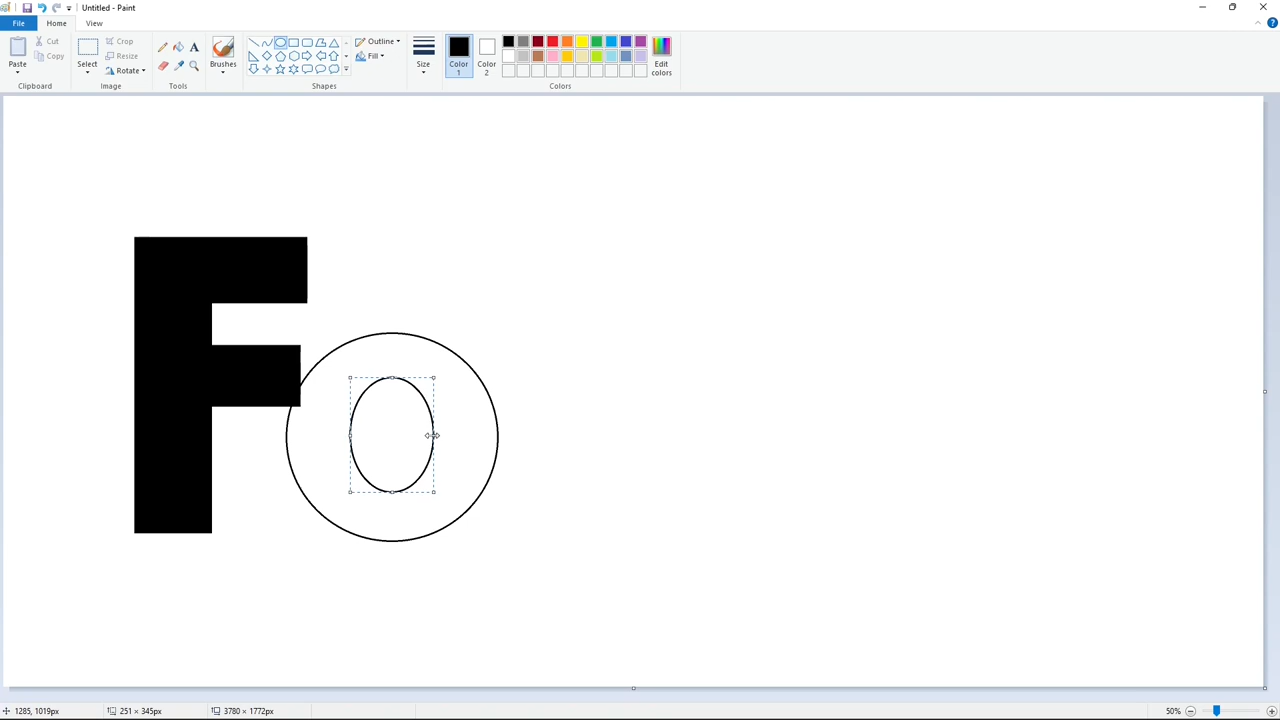 Untitled - Paint
File Home View
Paste Cut Copy
Clipboard
Select Crop Resize Rotate
Image
Tools
Brushes
Outline Fill
Shapes
Size
Color 1
Color 2
Edit colors
Colors
Fo
1285, 1019px 251 × 345px 3780 × 1772px 50%